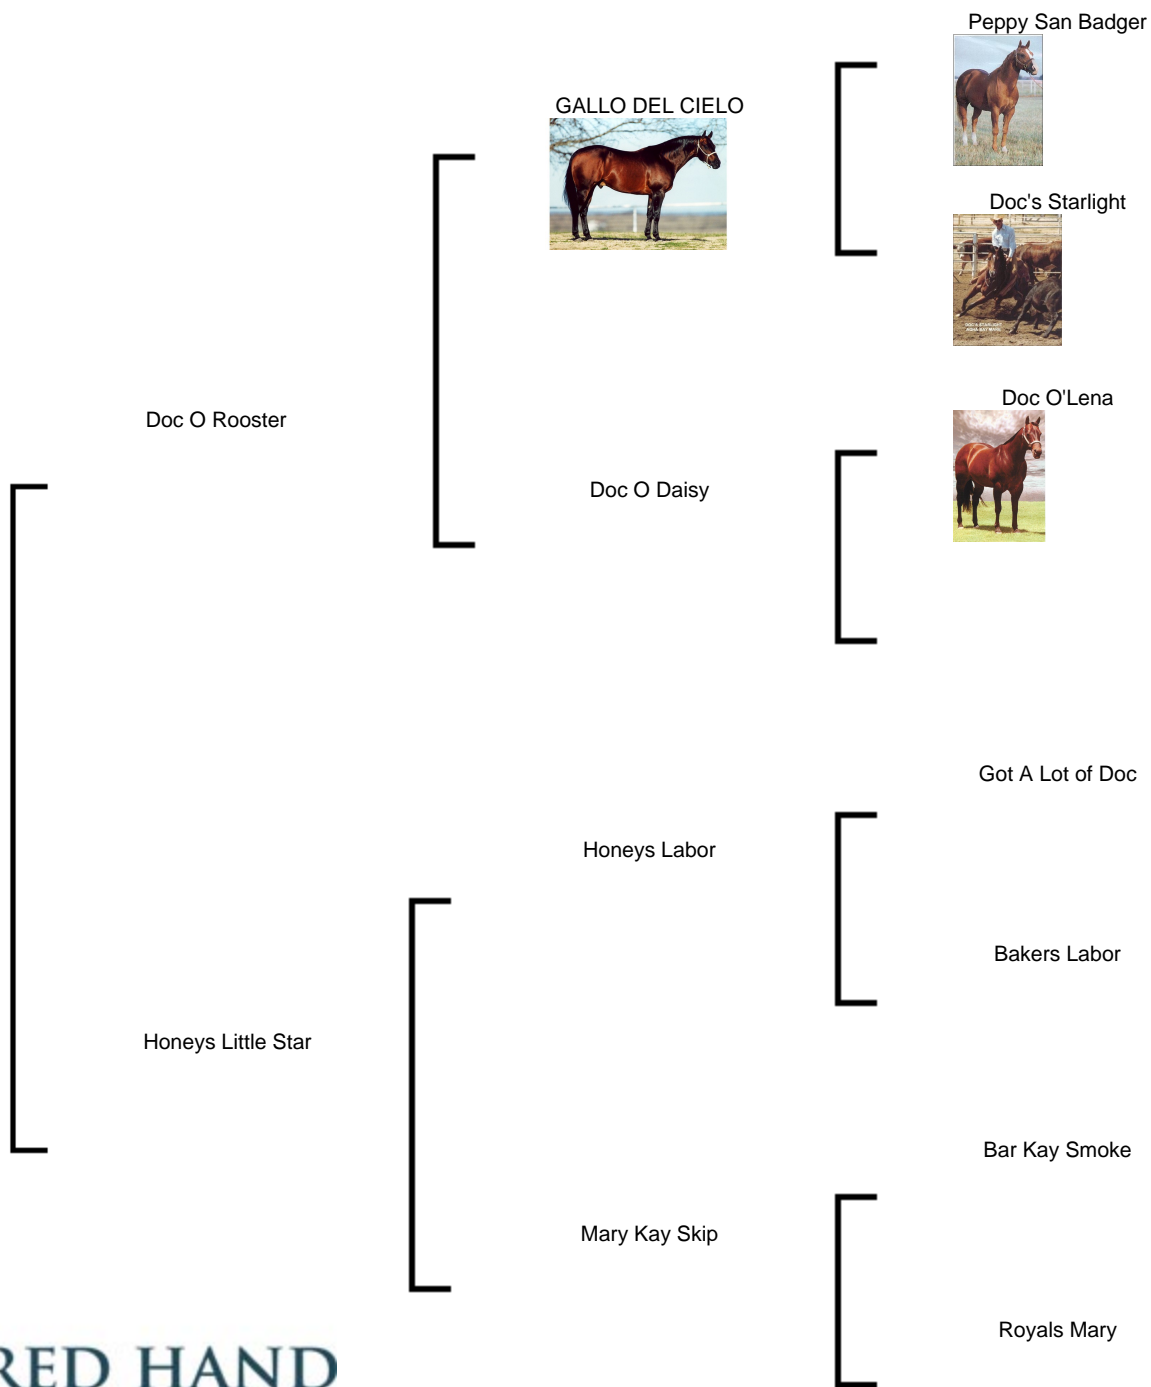 Peppy San Badger
GALLO DEL CIELO
Doc's Starlight
Doc O'Lena
Doc O Rooster
Doc O Daisy
Got A Lot of Doc
Honeys Labor
Bakers Labor
Honeys Little Star
Bar Kay Smoke
Mary Kay Skip
Royals Mary
RED HAND